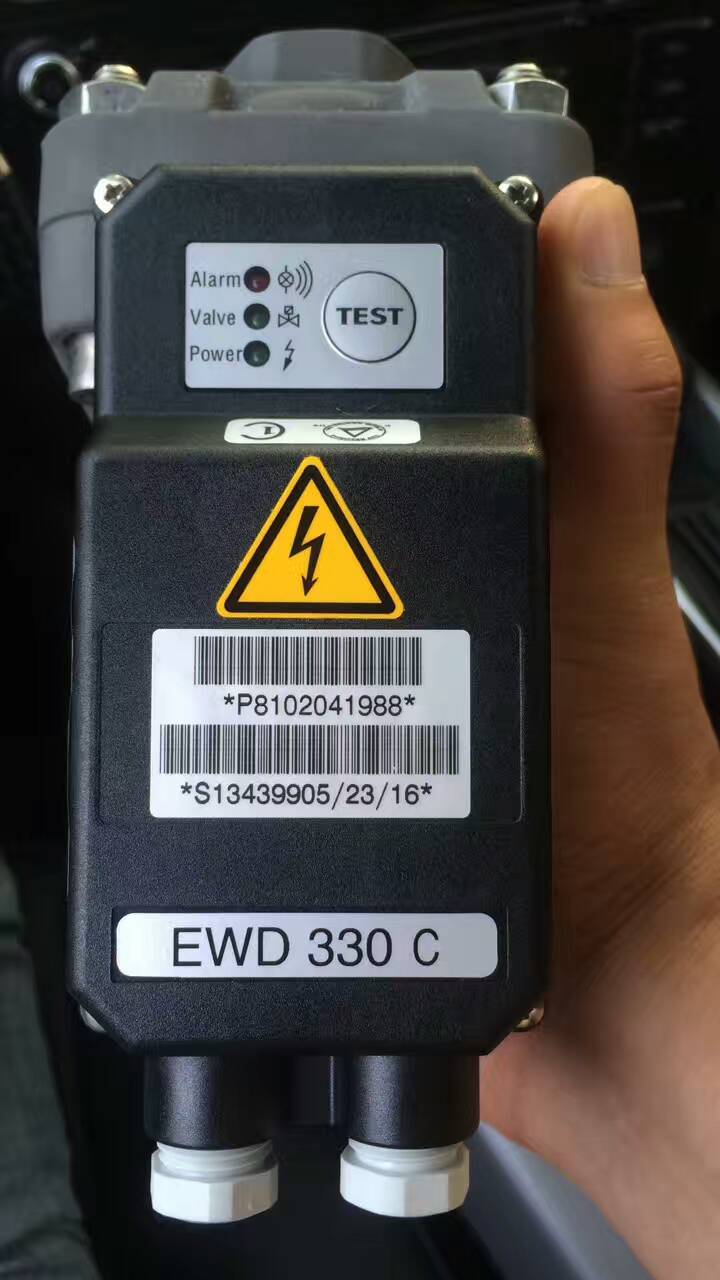 Alarm
Valve
Power
TEST
*P8102041988*
*S13439905/23/16*
EWD 330 C